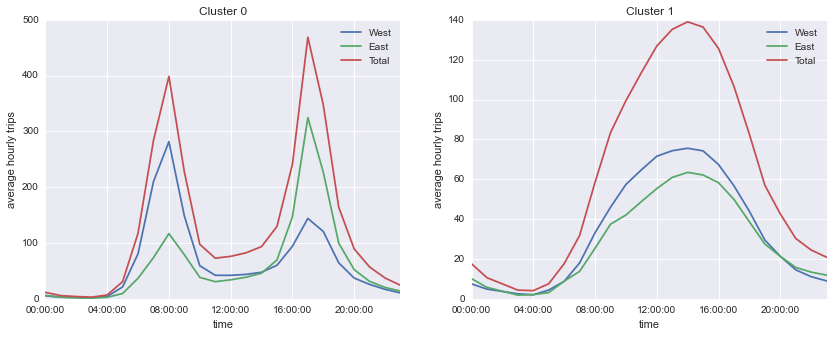 Cluster 0
500
400
300
200
100
0
average hourly trips
00:00:00
04:00:00
08:00:00
12:00:00
16:00:00
20:00:00
time
West
East
Total
Cluster 1
140
120
100
80
60
40
20
0
average hourly trips
00:00:00
04:00:00
08:00:00
12:00:00
16:00:00
20:00:00
time
West
East
Total